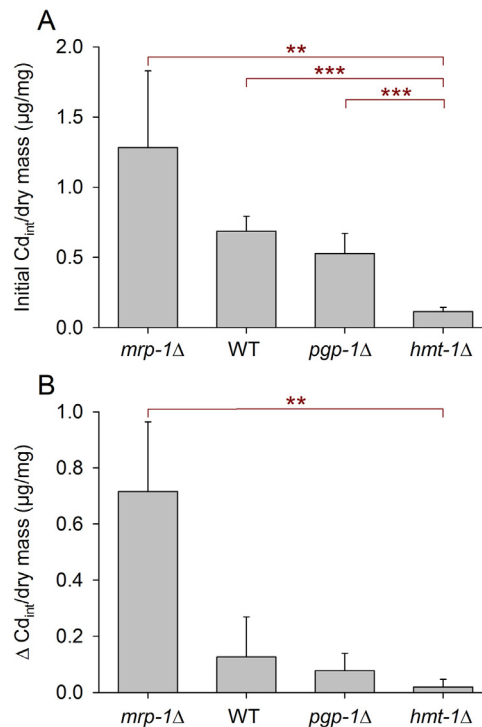 A
Initial Cd_int/dry mass (µg/mg)
2.0
1.5
1.0
0.5
0.0
**
***
***
mrp-1Δ WT pgp-1Δ hmt-1Δ
B
Δ Cd_int/dry mass (µg/mg)
1.0
0.8
0.6
0.4
0.2
0.0
**
mrp-1Δ WT pgp-1Δ hmt-1Δ